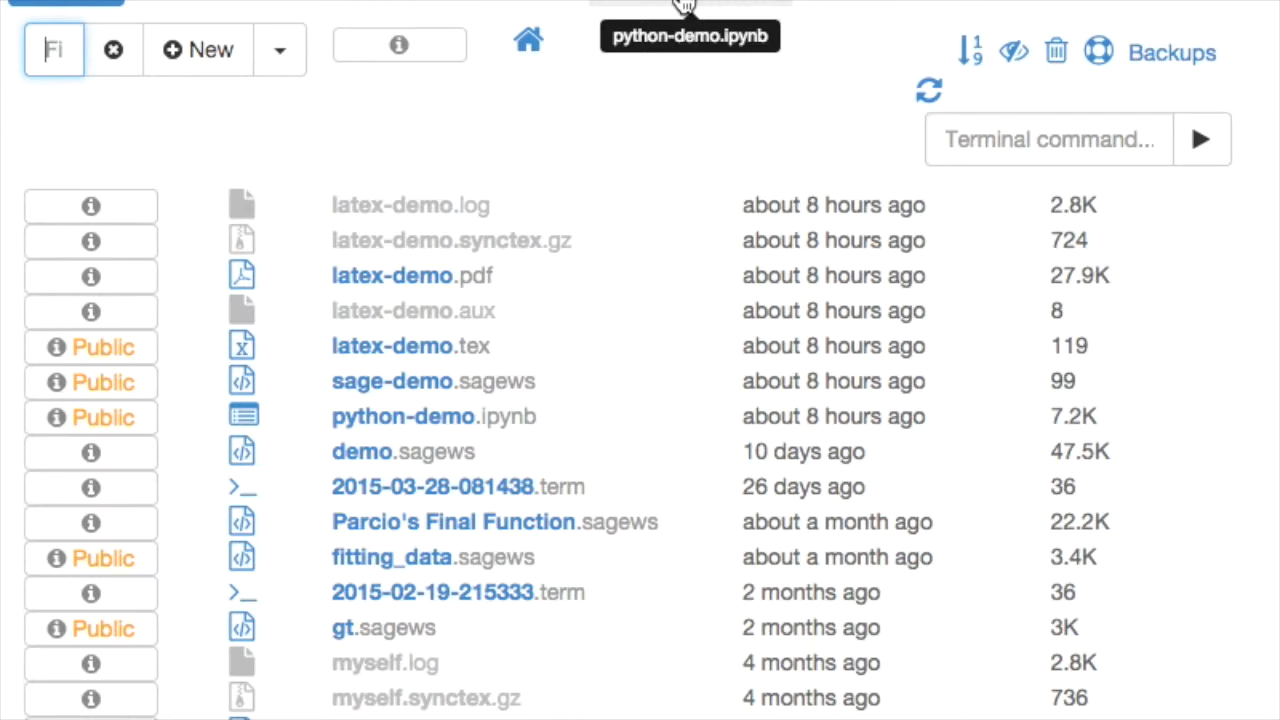 Fi
New
python-demo.ipynb
1
9
Backups
Terminal command...
latex-demo.log about 8 hours ago 2.8K
latex-demo.synctex.gz about 8 hours ago 724
latex-demo.pdf about 8 hours ago 27.9K
latex-demo.aux about 8 hours ago 8
Public latex-demo.tex about 8 hours ago 119
Public sage-demo.sagews about 8 hours ago 99
Public python-demo.ipynb about 8 hours ago 7.2K
demo.sagews 10 days ago 47.5K
2015-03-28-081438.term 26 days ago 36
Parcio's Final Function.sagews about a month ago 22.2K
Public fitting_data.sagews about a month ago 3.4K
2015-02-19-215333.term 2 months ago 36
Public gt.sagews 2 months ago 3K
myself.log 4 months ago 2.8K
myself.synctex.gz 4 months ago 736